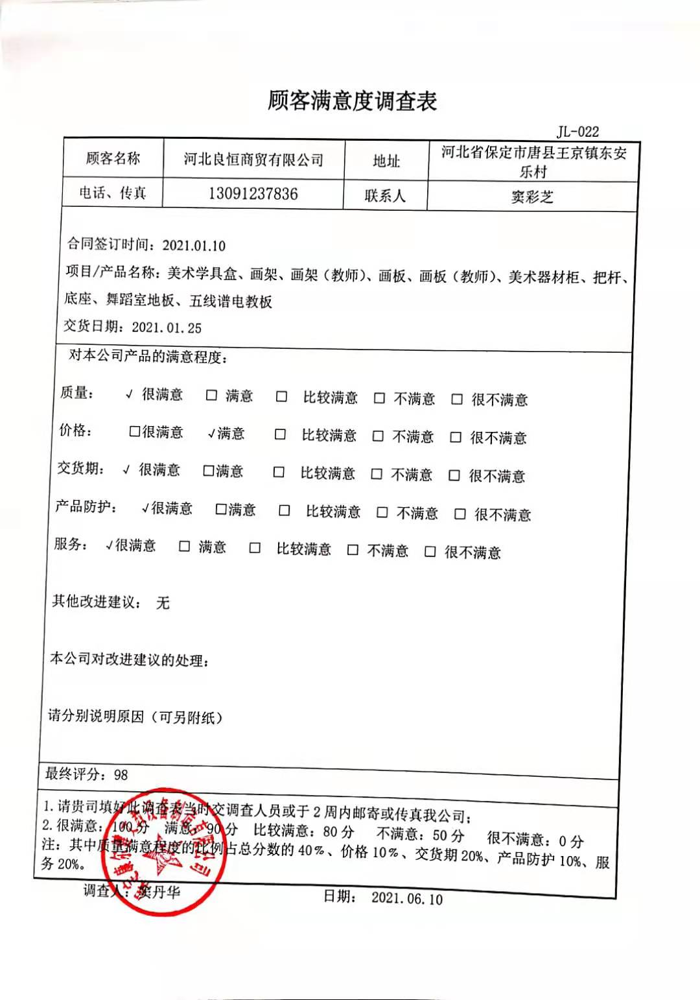 顾客满意度调查表
JL-022
顾客名称 河北良恒商贸有限公司 地址 河北省保定市唐县王京镇东安
乐村
电话、传真 13091237836 联系人 窦彩芝
合同签订时间：2021.01.10
项目/产品名称：美术学具盒、画架、画架（教师）、画板、画板（教师）、美术器材柜、把杆、
底座、舞蹈室地板、五线谱电教板
交货日期：2021.01.25
对本公司产品的满意程度：
质量： √ 很满意 □ 满意 □ 比较满意 □ 不满意 □ 很不满意
价格： □很满意 √满意 □ 比较满意 □ 不满意 □ 很不满意
交货期： √ 很满意 □满意 □ 比较满意 □ 不满意 □ 很不满意
产品防护： √很满意 □满意 □ 比较满意 □ 不满意 □ 很不满意
服务： √很满意 □ 满意 □ 比较满意 □ 不满意 □ 很不满意
其他改进建议： 无
本公司对改进建议的处理：
请分别说明原因（可另附纸）
最终评分：98
1.请贵司填好此调查表当时交调查人员或于 2 周内邮寄或传真我公司；
2.很满意：100 分 满意：90 分 比较满意：80 分 不满意：50 分 很不满意：0 分
注：其中质量满意程度的比例占总分数的 40%、价格 10%、交货期 20%、产品防护 10%、服
务 20%。
调查人：窦丹华 日期： 2021.06.10